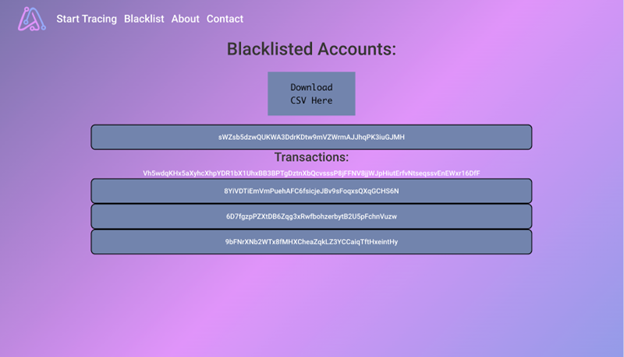 Start Tracing Blacklist About Contact
Blacklisted Accounts:
Download
CSV Here
sWZsb5dzwQUKWA3DdrKDtw9mVZWrmAJJhqPK3iuGJMH
Transactions:
Vh5wdqKHx5aXyhcXhpYDR1bX1UhxBB3BPTgDztnXbQcvsssP8jFFNV8jjWJpHiutErfvNtseqssvEnEWxr16DfF
8YiVDTiEmVmPuehAFC6fsicjeJBv9sFoqxsQXqGCHS6N
6D7fgzpPZXtDB6Zqg3xRwfbohzerbytB2U5pFchnVuzw
9bFNrXNb2WTx8fMHXCheaZqkLZ3YCCaiqTftHxeintHy